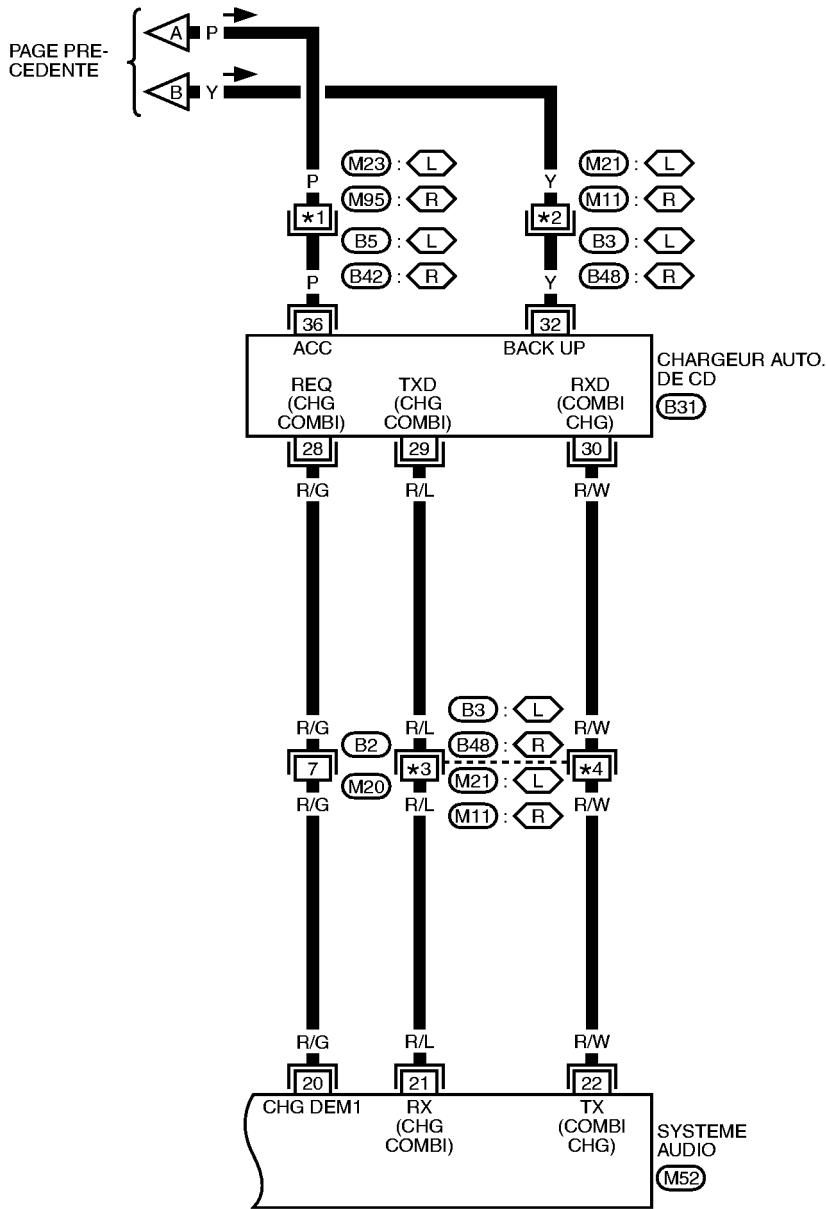 PAGE PRE-
CEDENTE
A P
B Y
M23 : L
M95 : R
P
*1
B5 : L
B42 : R
P
M21 : L
M11 : R
Y
*2
B3 : L
B48 : R
Y
36
32
ACC
BACK UP
REQ
(CHG
COMBI)
TXD
(CHG
COMBI)
RXD
(COMBI
CHG)
CHARGEUR AUTO.
DE CD
B31
28
29
30
R/G
R/L
R/W
R/G
R/L
R/W
B3 : L
B48 : R
B2
M20
7
*3
*4
M21 : L
M11 : R
R/G
R/L
R/W
R/G
R/L
R/W
20
21
22
CHG DEM1
RX
(CHG
COMBI)
TX
(COMBI
CHG)
SYSTEME
AUDIO
M52